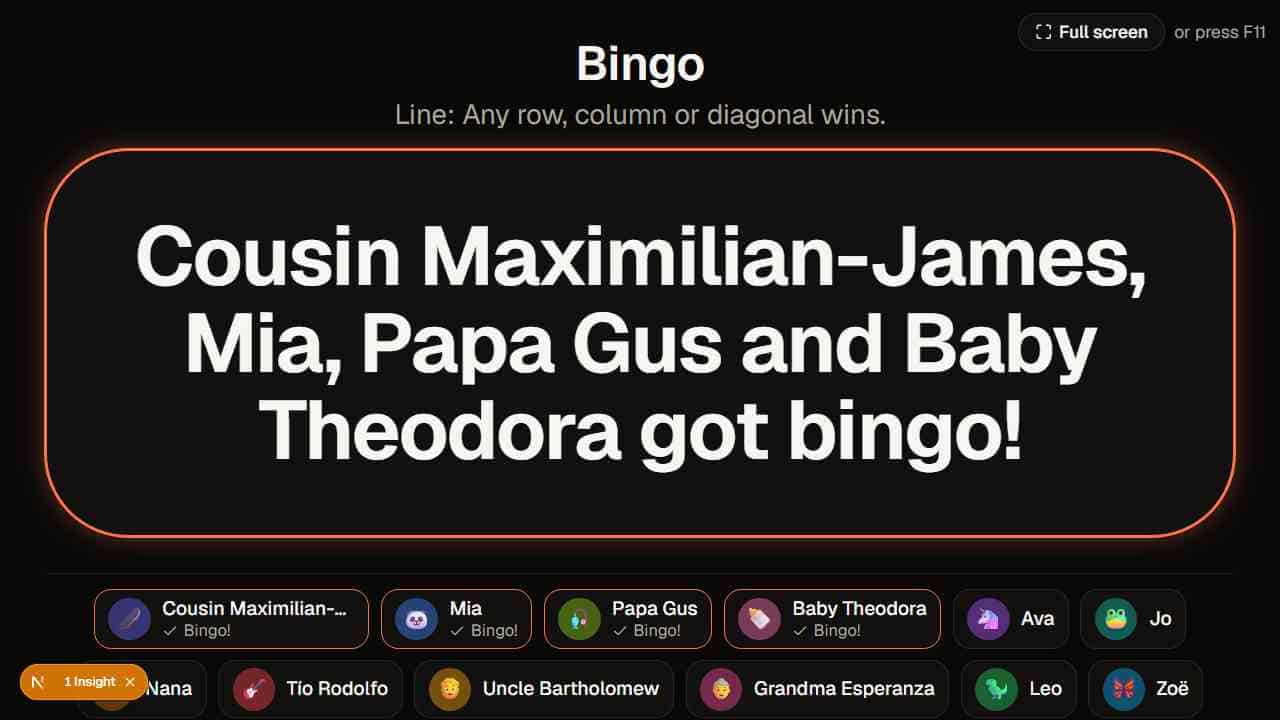 Full screen or press F11
Bingo
Line: Any row, column or diagonal wins.
Cousin Maximilian-James,
Mia, Papa Gus and Baby
Theodora got bingo!
Cousin Maximilian-... Mia Papa Gus Baby Theodora Ava Jo
Bingo! Bingo! Bingo! Bingo!
N 1 Insight Nana Tío Rodolfo Uncle Bartholomew Grandma Esperanza Leo Zoë